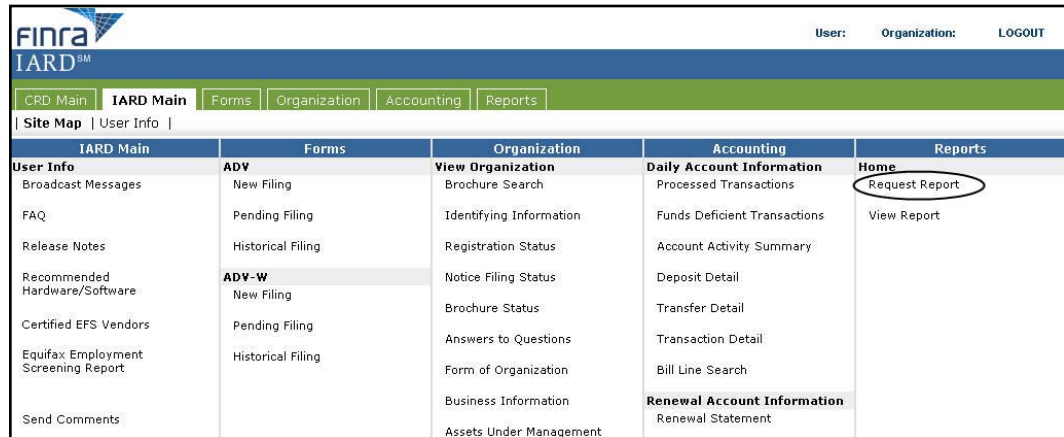 FINRA
User: Organization: LOGOUT
IARD SM
CRD Main IARD Main Forms Organization Accounting Reports
| Site Map | User Info |
IARD Main
User Info
Broadcast Messages
FAQ
Release Notes
Recommended
Hardware/Software
Certified EFS Vendors
Equifax Employment
Screening Report
Send Comments
Forms
ADV
New Filing
Pending Filing
Historical Filing
ADV-W
New Filing
Pending Filing
Historical Filing
Organization
View Organization
Brochure Search
Identifying Information
Registration Status
Notice Filing Status
Brochure Status
Answers to Questions
Form of Organization
Business Information
Assets Under Management
Accounting
Daily Account Information
Processed Transactions
Funds Deficient Transactions
Account Activity Summary
Deposit Detail
Transfer Detail
Transaction Detail
Bill Line Search
Renewal Account Information
Renewal Statement
Reports
Home
Request Report
View Report